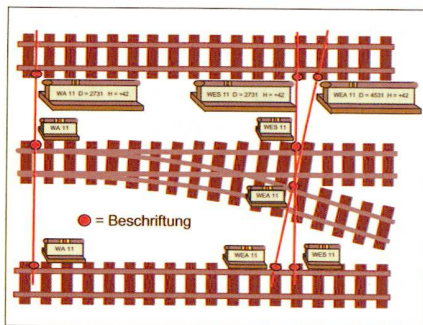 WA 11 D = 2731 H = +42
WES 11 D = 2731 H = +42
WEA 11 D = 4531 H = +42
WA 11
WES 11
WEA 11
= Beschriftung
WA 11
WEA 11
WES 11